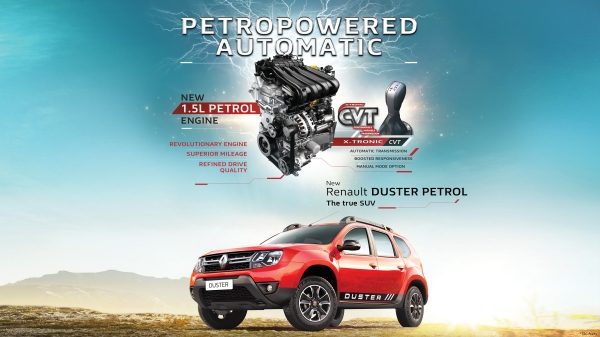 PETROPOWERED
AUTOMATIC
NEW
1.5L PETROL
ENGINE
REVOLUTIONARY ENGINE
SUPERIOR MILEAGE
REFINED DRIVE
QUALITY
CVT
X-TRONIC CVT
AUTOMATIC TRANSMISSION
BOOSTED RESPONSIVENESS
MANUAL MODE OPTION
New
Renault DUSTER PETROL
The true SUV
DUSTER
DUSTER